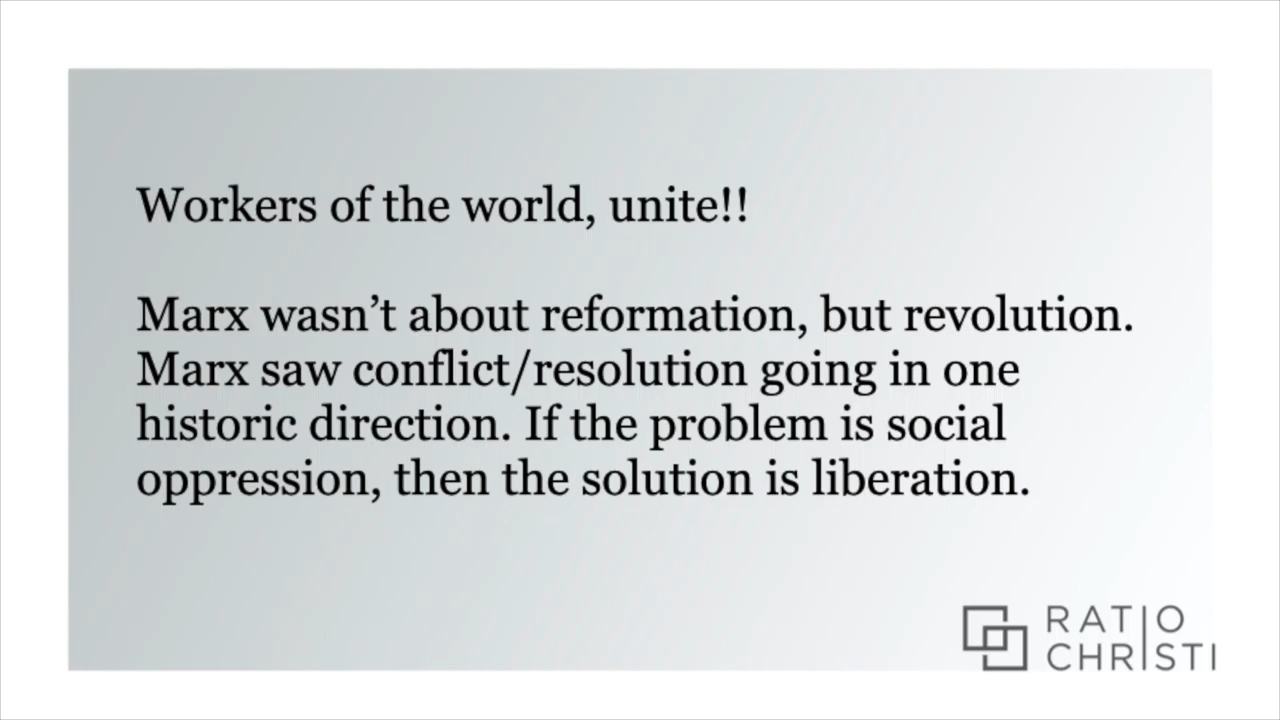 Workers of the world, unite!!
Marx wasn’t about reformation, but revolution.
Marx saw conflict/resolution going in one
historic direction. If the problem is social
oppression, then the solution is liberation.
RATIO
CHRISTI